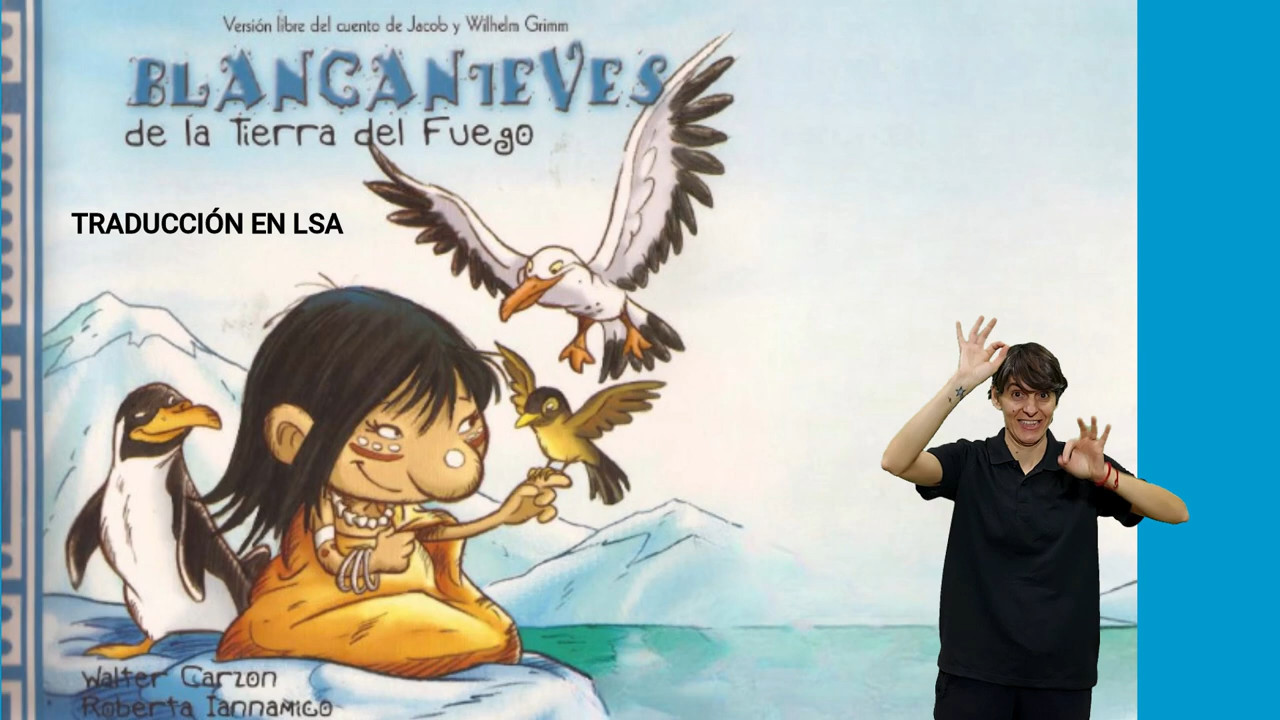 Versión libre del cuento de Jacob y Wilhelm Grimm
BLANCANIEVES
de la Tierra del Fuego
TRADUCCIÓN EN LSA
Walter Carzon
Roberta Iannamico